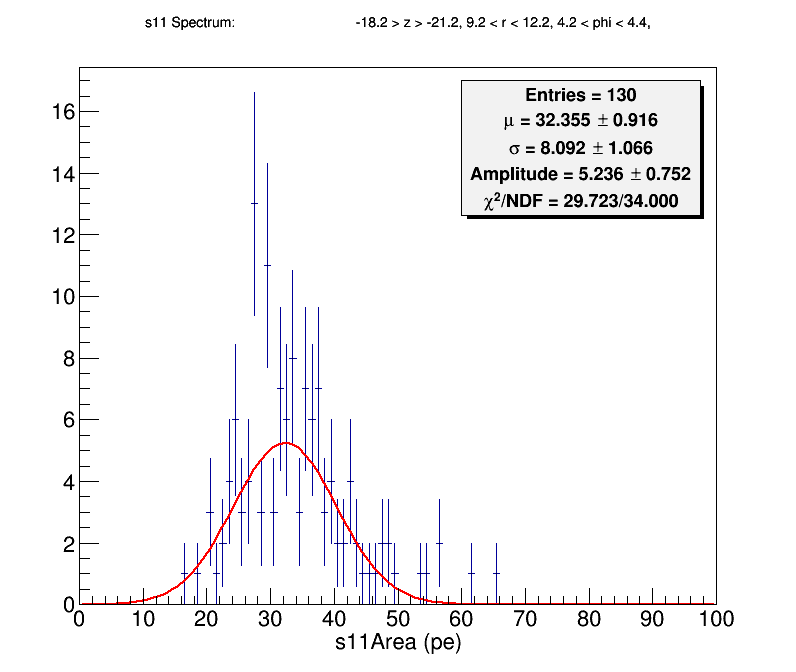 s11 Spectrum: -18.2 > z > -21.2, 9.2 < r < 12.2, 4.2 < phi < 4.4,
Entries = 130
μ = 32.355 ± 0.916
σ = 8.092 ± 1.066
Amplitude = 5.236 ± 0.752
χ²/NDF = 29.723/34.000
16
14
12
10
8
6
4
2
0
0 10 20 30 40 50 60 70 80 90 100
s11Area (pe)